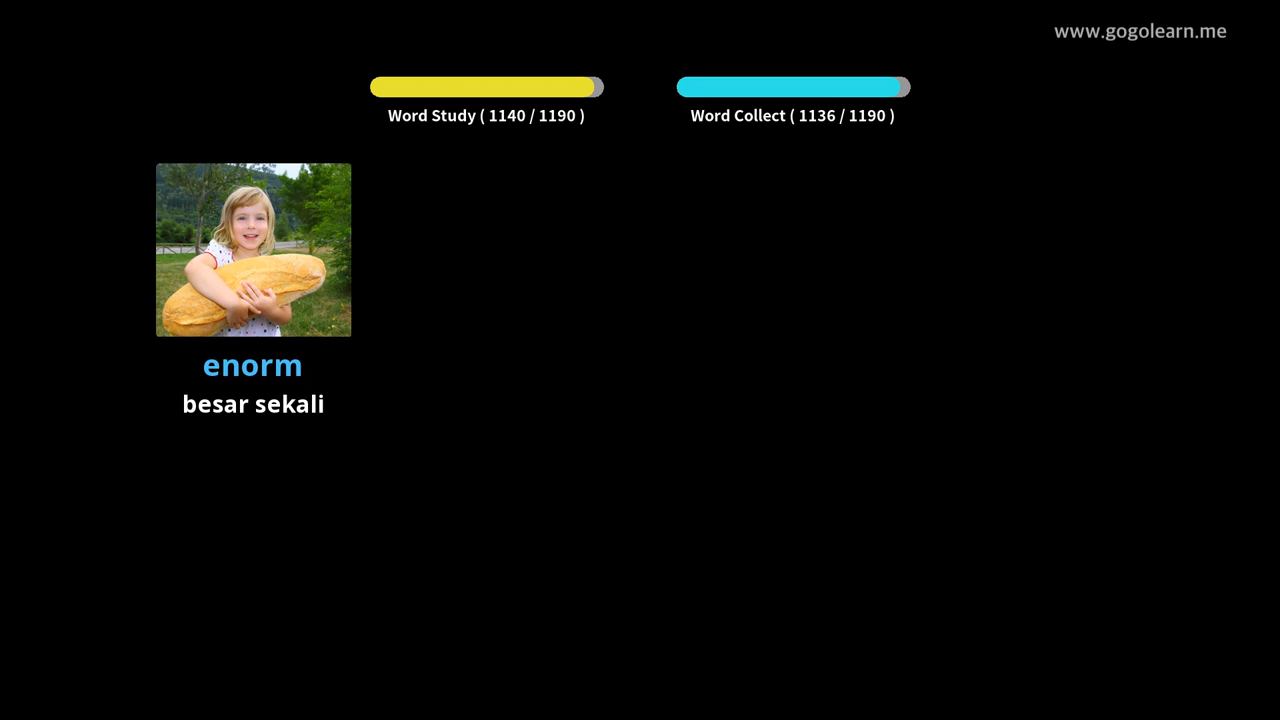 www.gogolearn.me
Word Study ( 1140 / 1190 )
Word Collect ( 1136 / 1190 )
enorm
besar sekali